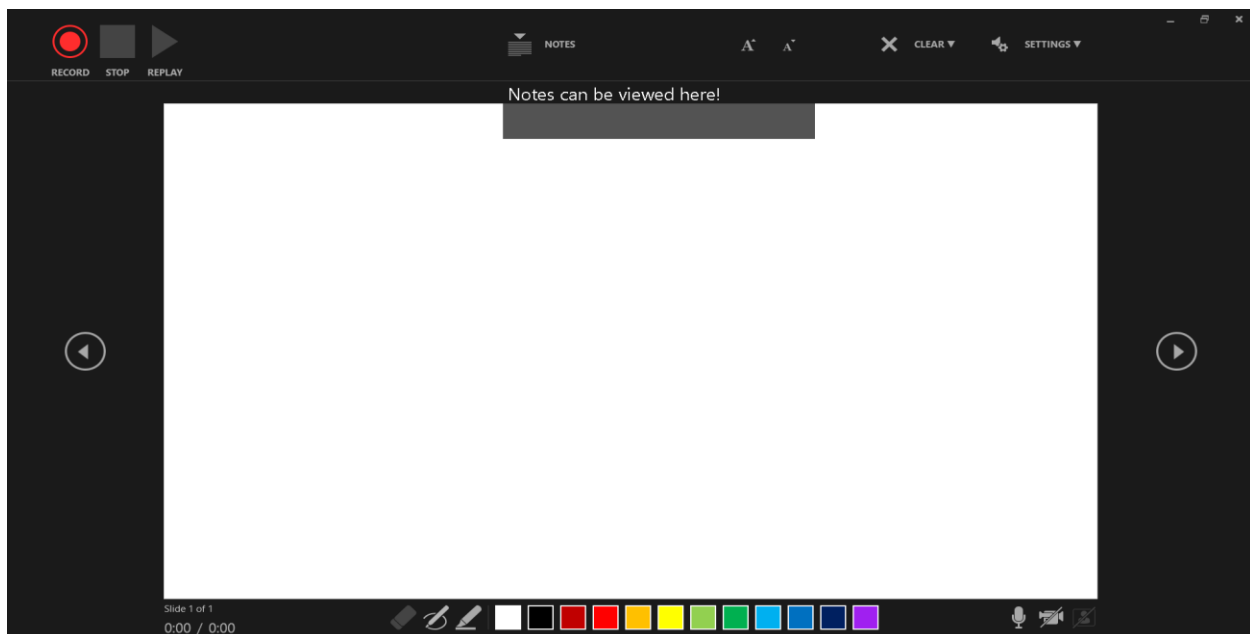 RECORD STOP REPLAY
NOTES
A A
CLEAR
SETTINGS
Notes can be viewed here!
Slide 1 of 1
0:00 / 0:00